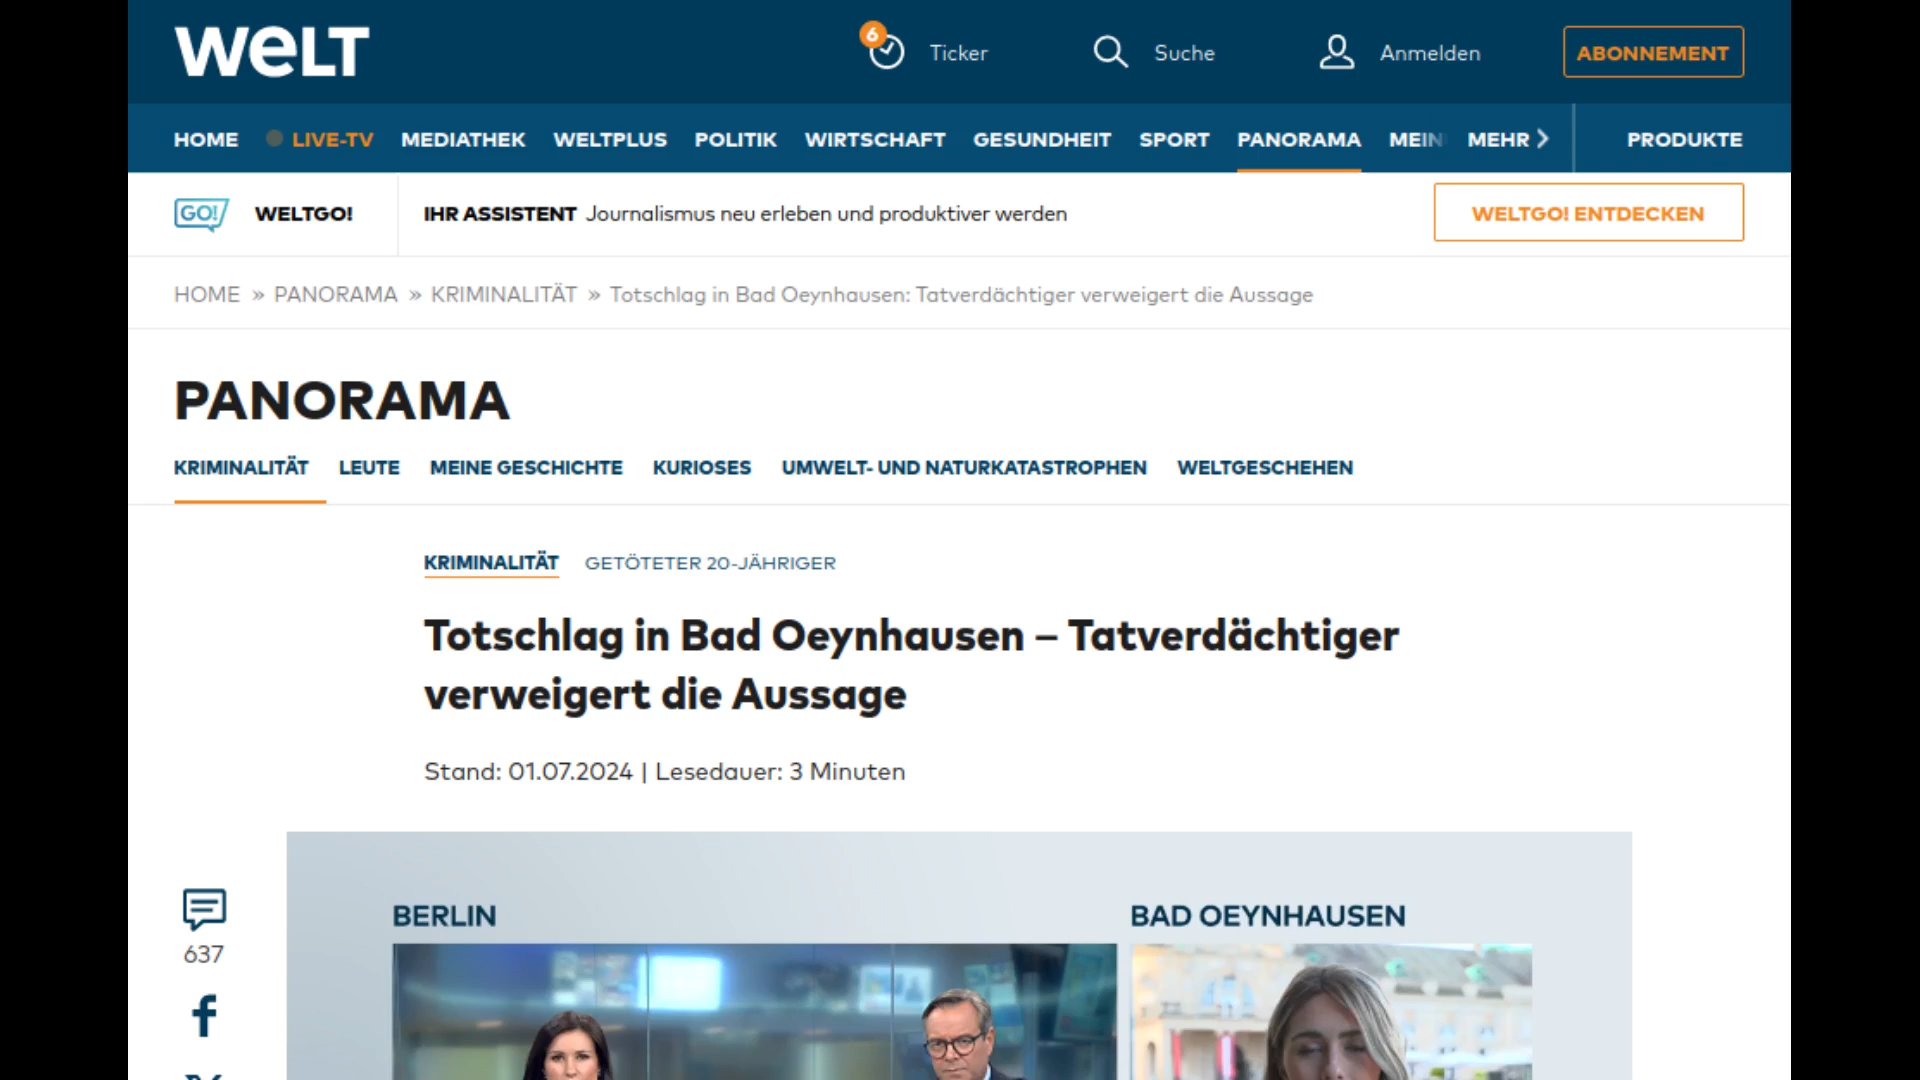 WELT
6
Ticker
Suche
Anmelden
ABONNEMENT
HOME LIVE-TV MEDIATHEK WELTPLUS POLITIK WIRTSCHAFT GESUNDHEIT SPORT PANORAMA MEIN MEHR PRODUKTE
GO! WELTGO! IHR ASSISTENT Journalismus neu erleben und produktiver werden WELTGO! ENTDECKEN
HOME » PANORAMA » KRIMINALITÄT » Totschlag in Bad Oeynhausen: Tatverdächtiger verweigert die Aussage
PANORAMA
KRIMINALITÄT LEUTE MEINE GESCHICHTE KURIOSES UMWELT- UND NATURKATASTROPHEN WELTGESCHEHEN
KRIMINALITÄT GETÖTETER 20-JÄHRIGER
Totschlag in Bad Oeynhausen – Tatverdächtiger
verweigert die Aussage
Stand: 01.07.2024 | Lesedauer: 3 Minuten
637
BERLIN
BAD OEYNHAUSEN